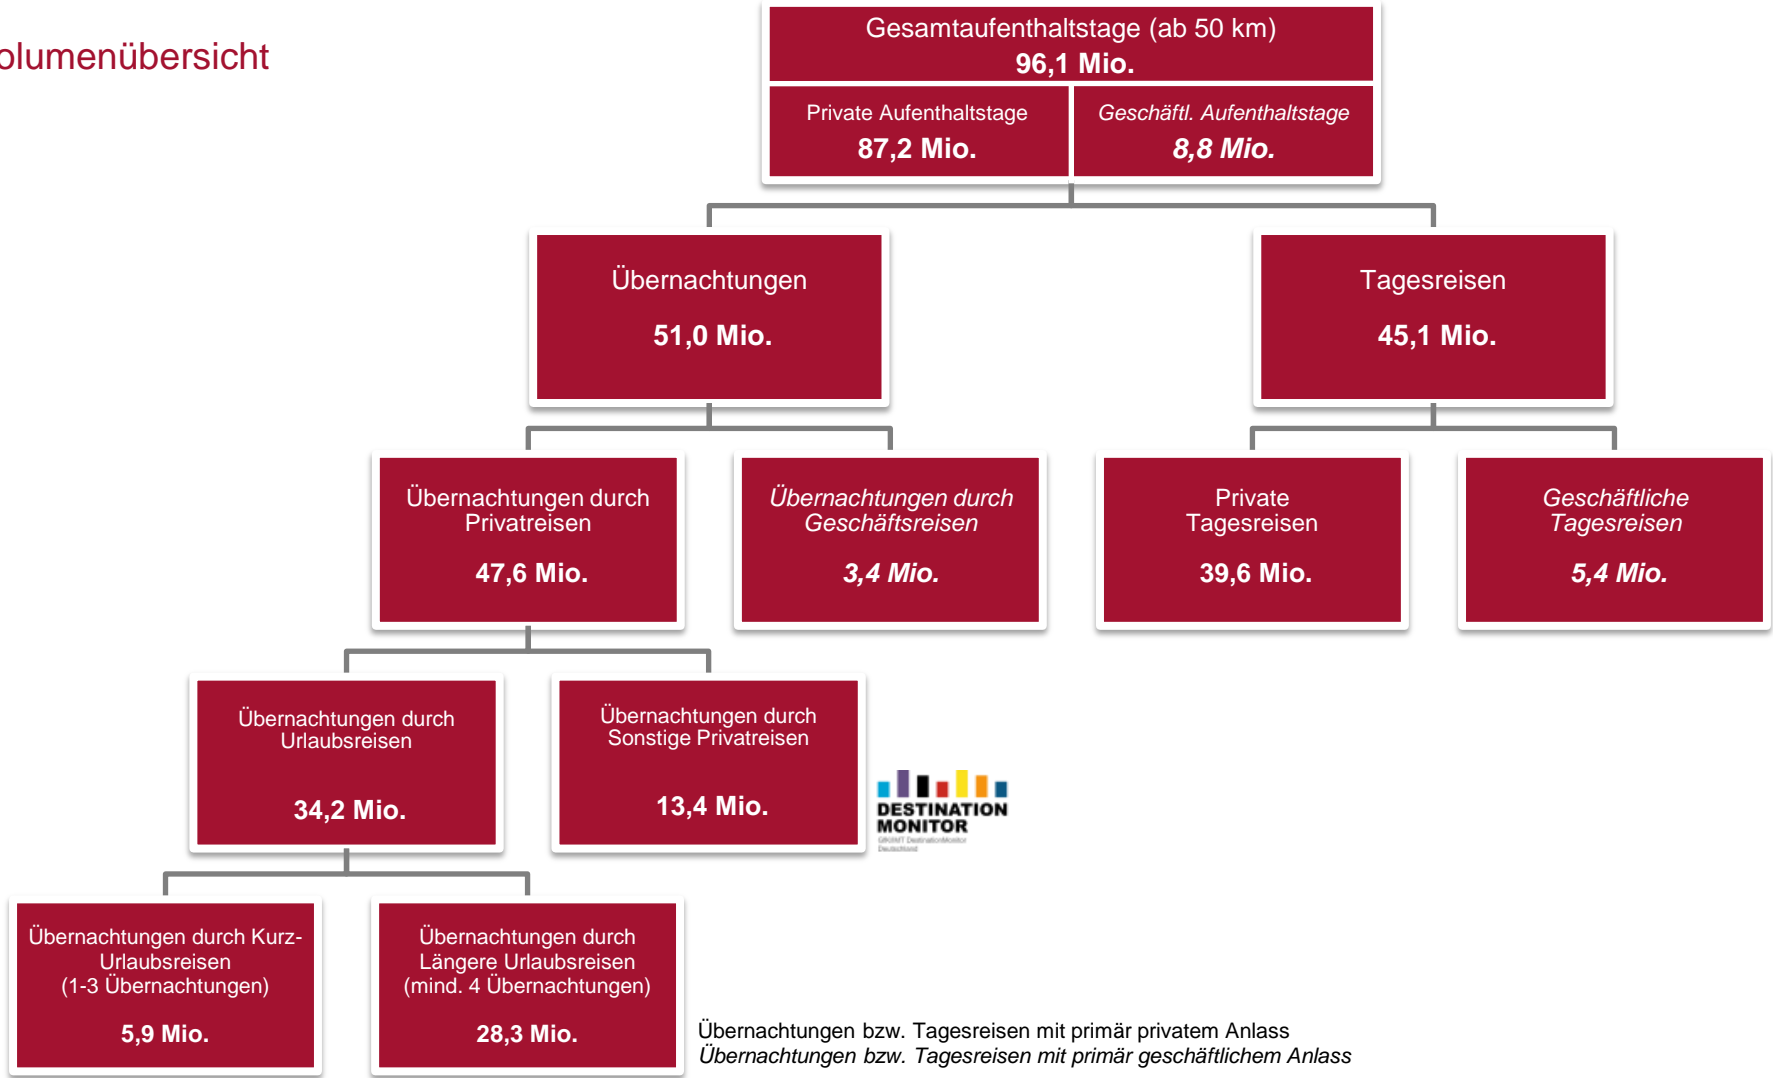 olumenübersicht
Gesamtaufenthaltstage (ab 50 km)
96,1 Mio.
Private Aufenthaltstage
87,2 Mio.
Geschäftl. Aufenthaltstage
8,8 Mio.
Übernachtungen
51,0 Mio.
Tagesreisen
45,1 Mio.
Übernachtungen durch
Privatreisen
47,6 Mio.
Übernachtungen durch
Geschäftsreisen
3,4 Mio.
Private
Tagesreisen
39,6 Mio.
Geschäftliche
Tagesreisen
5,4 Mio.
Übernachtungen durch
Urlaubsreisen
34,2 Mio.
Übernachtungen durch
Sonstige Privatreisen
13,4 Mio.
DESTINATION
MONITOR
GfK/IMT DestinationMonitor
Deutschland
Übernachtungen durch Kurz-
Urlaubsreisen
(1-3 Übernachtungen)
5,9 Mio.
Übernachtungen durch
Längere Urlaubsreisen
(mind. 4 Übernachtungen)
28,3 Mio.
Übernachtungen bzw. Tagesreisen mit primär privatem Anlass
Übernachtungen bzw. Tagesreisen mit primär geschäftlichem Anlass